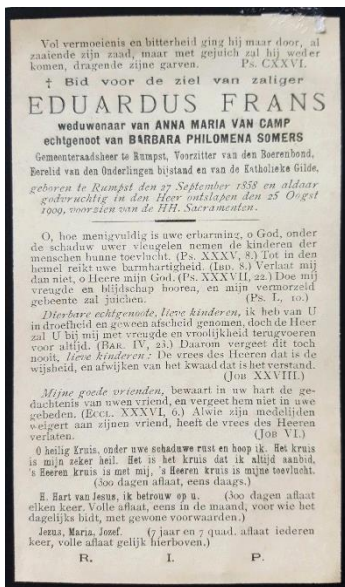 Vol vermoeienis en bitterheid ging hij maar door, al
zaaiende zijn zaad, maar met gejuich zal hij weder
komen, dragende zijne garven. Ps. CXXVI.
† Bid voor de ziel van zaliger
EDUARDUS FRANS
weduwenaar van ANNA MARIA VAN CAMP
echtgenoot van BARBARA PHILOMENA SOMERS
Gemeenteraadsheer te Rumpst, Voorzitter van den Boerenbond,
Eerelid van den Onderlingen bijstand en van de Katholieke Gilde,
geboren te Rumpst den 27 September 1858 en aldaar
godvruchtig in den Heer ontslapen den 25 Oogst
1909, voorzien van de HH. Sacramenten.
O, hoe menigvuldig is uwe erbarming, o God, onder
de schaduw uwer vleugelen nemen de kinderen der
menschen hunne toevlucht. (Ps. XXXV, 8.) Tot in den
hemel reikt uwe barmhartigheid. (Ibd. 8.) Verlaat mij
dan niet, o Heere mijn God. (Ps. XXXVII, 22.) Doe mij
vreugde en blijdschap hooren, en mijn vermorzeld
gebeente zal juichen. (Ps. L, 10.)
Dierbare echtgenoote, lieve kinderen, ik heb van U
in droefheid en geween afscheid genomen, doch de Heer
zal U bij mij met vreugde en vroolijkheid terugvoeren
voor altijd. (Bar. IV, 23.) Daarom vergeet dit toch
nooit, lieve kinderen: De vrees des Heeren dat is de
wijsheid, en afwijken van het kwaad dat is het verstand.
(Job XXVIII.)
Mijne goede vrienden, bewaart in uw hart de ge-
dachtenis van uwen vriend, en vergeet hem niet in uwe
gebeden. (Eccl. XXXVI, 6.) Alwie zijn medelijden
weigert aan zijnen vriend, heeft de vrees des Heeren
verlaten. (Job VI.)
O heilig Kruis, onder uwe schaduwe rust en hoop ik. Het kruis
is mijn zeker heil. Het is het kruis dat ik altijd aanbid,
's Heeren kruis is met mij, 's Heeren kruis is mijne toevlucht.
(300 dagen aflaat, eens daags.)
H. Hart van Jesus, ik betrouw op u. (300 dagen aflaat
elken keer. Volle aflaat, eens in de maand, voor wie het
dagelijks bidt, met gewone voorwaarden.)
Jezus, Maria, Jozef. (7 jaar en 7 quad. aflaat iederen
keer, volle aflaat gelijk hierboven.)
R. I. P.